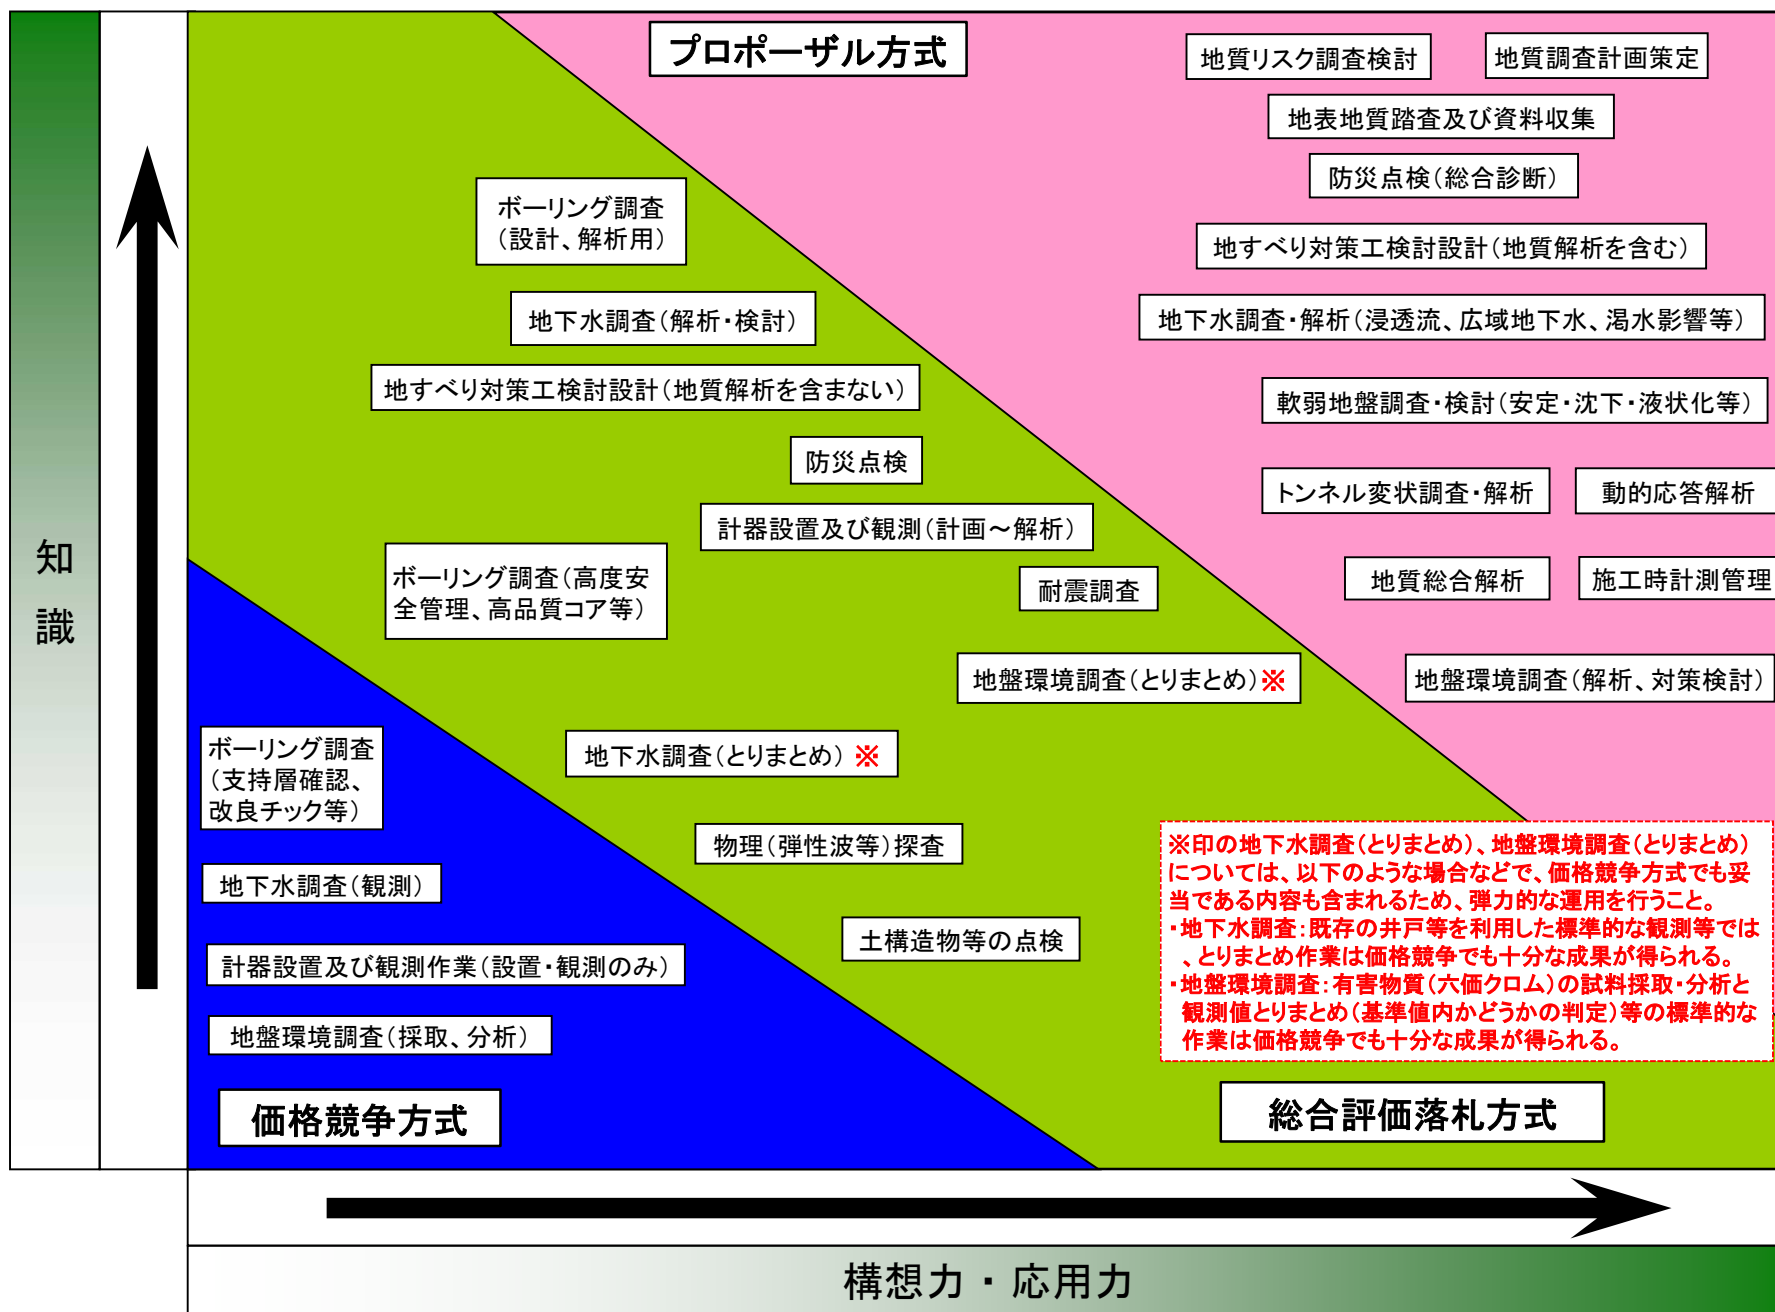 プロポーザル方式
地質リスク調査検討
地質調査計画策定
地表地質踏査及び資料収集
防災点検(総合診断)
ボーリング調査
(設計、解析用)
地すべり対策工検討設計(地質解析を含む)
地下水調査(解析・検討)
地下水調査・解析(浸透流、広域地下水、渇水影響等)
地すべり対策工検討設計(地質解析を含まない)
軟弱地盤調査・検討(安定・沈下・液状化等)
防災点検
トンネル変状調査・解析
動的応答解析
計器設置及び観測(計画～解析)
知
識
ボーリング調査(高度安
全管理、高品質コア等)
耐震調査
地質総合解析
施工時計測管理
地盤環境調査(とりまとめ)※
地盤環境調査(解析、対策検討)
ボーリング調査
(支持層確認、
改良チック等)
地下水調査(とりまとめ)※
物理(弾性波等)探査
地下水調査(観測)
土構造物等の点検
計器設置及び観測作業(設置・観測のみ)
地盤環境調査(採取、分析)
※印の地下水調査(とりまとめ)、地盤環境調査(とりまとめ)
については、以下のような場合などで、価格競争方式でも妥
当である内容も含まれるため、弾力的な運用を行うこと。
・地下水調査:既存の井戸等を利用した標準的な観測等では
、とりまとめ作業は価格競争でも十分な成果が得られる。
・地盤環境調査:有害物質(六価クロム)の試料採取・分析と
観測値とりまとめ(基準値内かどうかの判定)等の標準的な
作業は価格競争でも十分な成果が得られる。
価格競争方式
総合評価落札方式
構想力・応用力